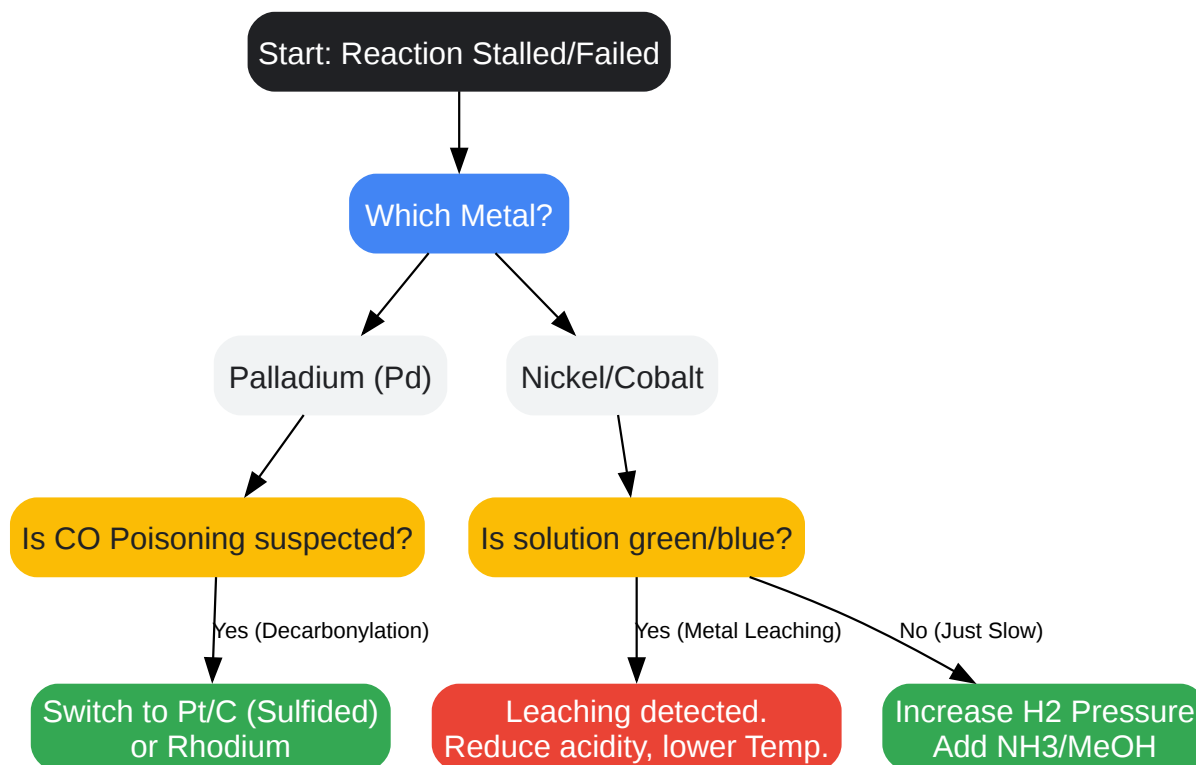 Start: Reaction Stalled/Failed
Which Metal?
Palladium (Pd)
Nickel/Cobalt
Is CO Poisoning suspected?
Is solution green/blue?
Yes (Decarbonylation)
Yes (Metal Leaching)
No (Just Slow)
Switch to Pt/C (Sulfided)
or Rhodium
Leaching detected.
Reduce acidity, lower Temp.
Increase H2 Pressure
Add NH3/MeOH